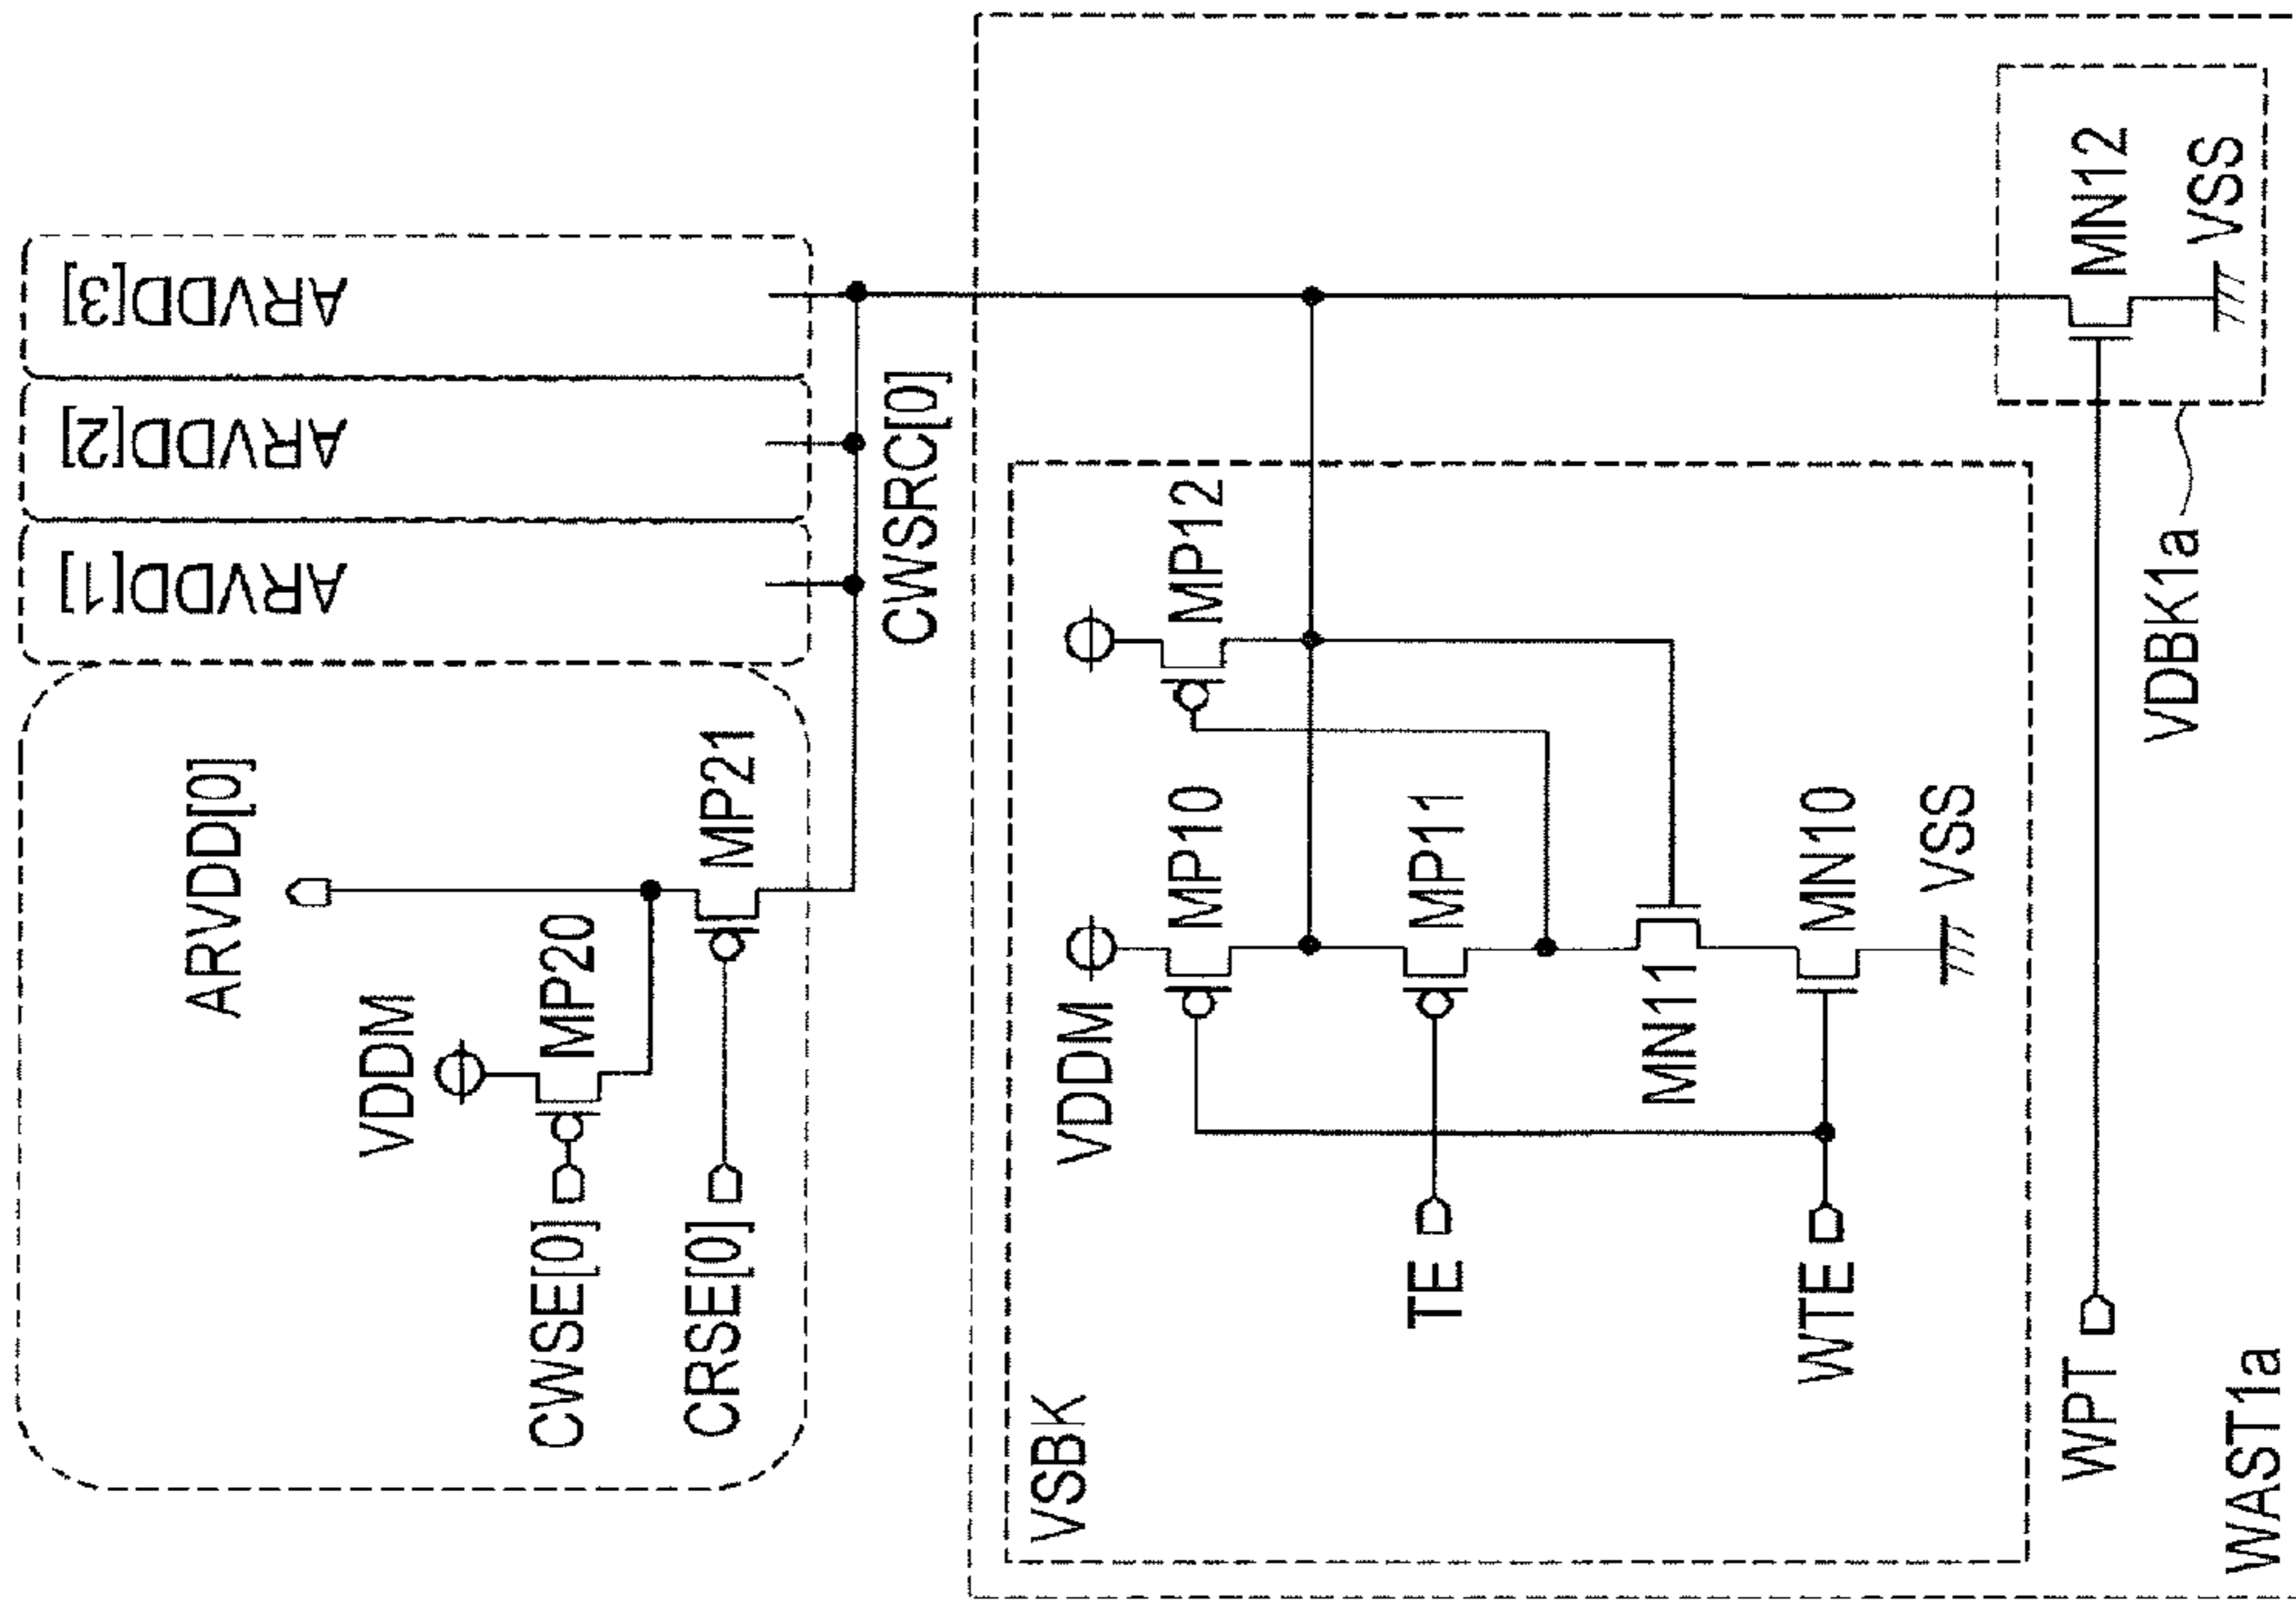 ARVDD[3]
ARVDD[2]
ARVDD[1]
ARVDD[0]
VDDM
MP20
MP21
CWSE[0]
CRSE[0]
CWSRC[0]
VSBK
VDDM
MP10
MP12
MP11
TE
MN11
MN10
VSS
WTE
WPT
MN12
VSS
VDBK1a
WAST1a